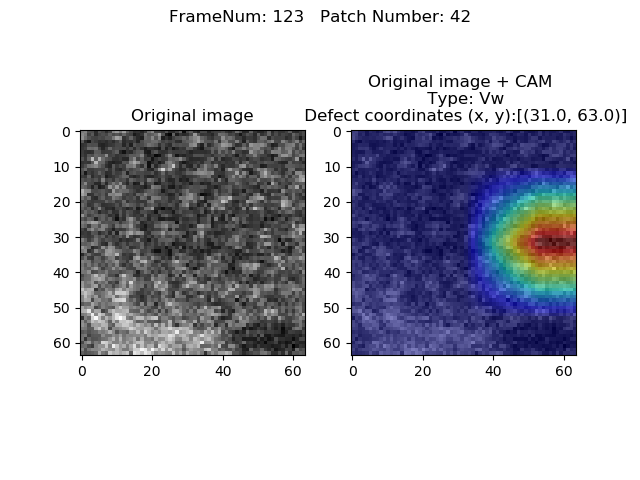 FrameNum: 123   Patch Number: 42
Original image
0
10
20
30
40
50
60
0 20 40 60
Original image + CAM
Type: Vw
Defect coordinates (x, y):[(31.0, 63.0)]
0
10
20
30
40
50
60
0 20 40 60